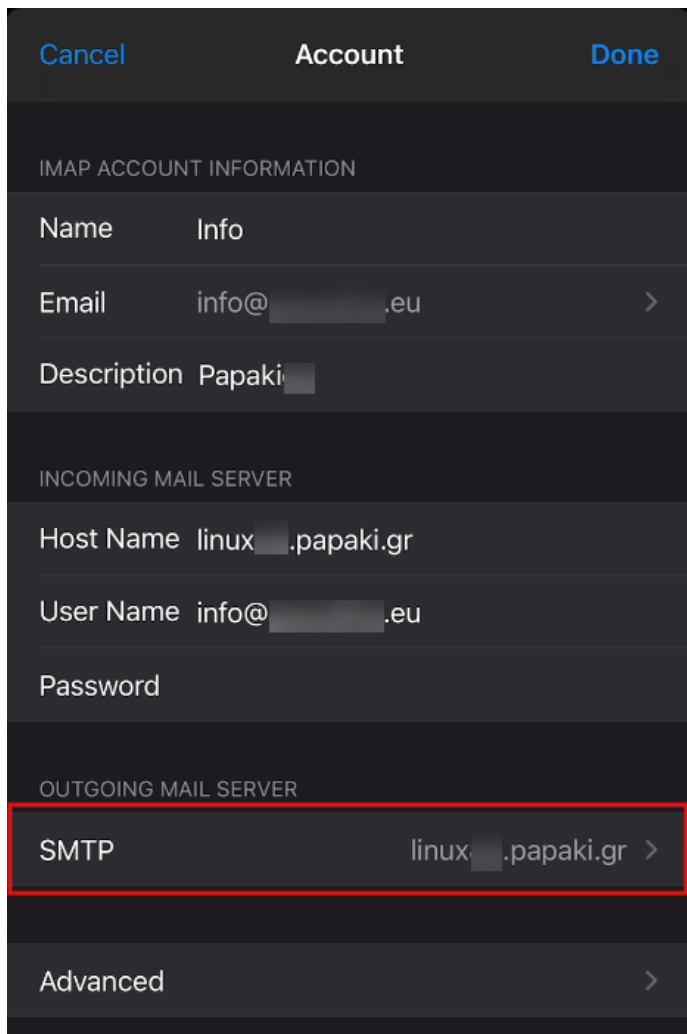 Cancel Account Done
IMAP ACCOUNT INFORMATION
Name Info
Email info@ .eu
Description Papaki
INCOMING MAIL SERVER
Host Name linux .papaki.gr
User Name info@ .eu
Password
OUTGOING MAIL SERVER
SMTP linux .papaki.gr
Advanced